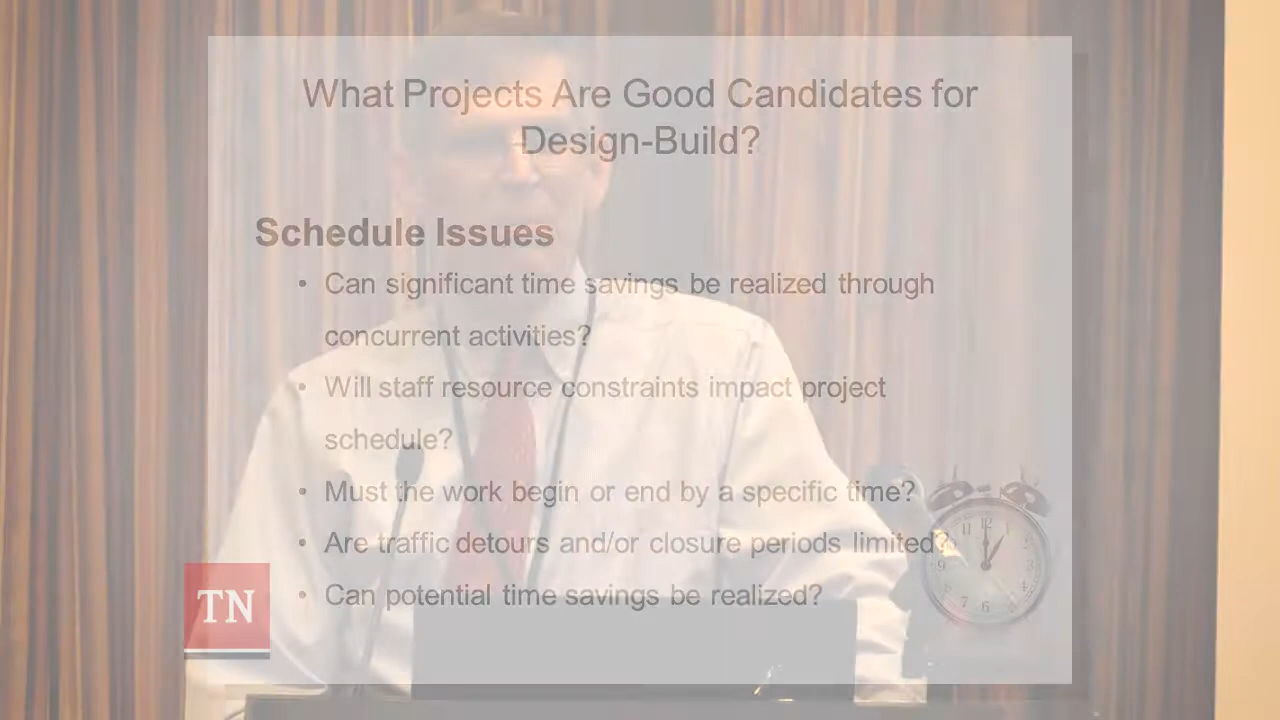 What Projects Are Good Candidates for
Design-Build?
Schedule Issues
• Can significant time savings be realized through
concurrent activities?
• Will staff resource constraints impact project
schedule?
• Must the work begin or end by a specific time?
• Are traffic detours and/or closure periods limited?
• Can potential time savings be realized?
TN